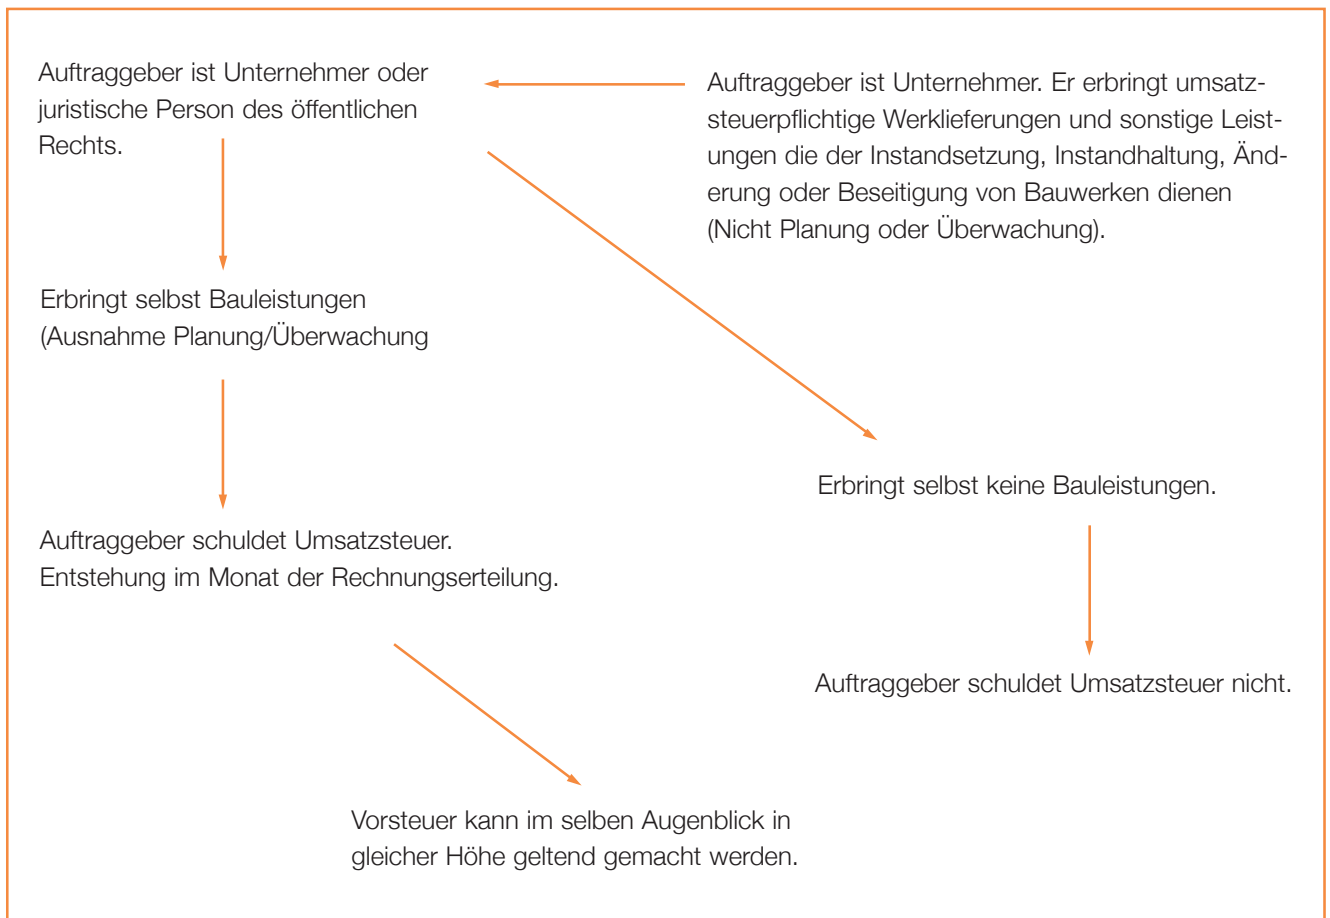 Auftraggeber ist Unternehmer oder
juristische Person des öffentlichen
Rechts.
Auftraggeber ist Unternehmer. Er erbringt umsatz-
steuerpflichtige Werklieferungen und sonstige Leist-
ungen die der Instandsetzung, Instandhaltung, Änd-
erung oder Beseitigung von Bauwerken dienen
(Nicht Planung oder Überwachung).
Erbringt selbst Bauleistungen
(Ausnahme Planung/Überwachung
Erbringt selbst keine Bauleistungen.
Auftraggeber schuldet Umsatzsteuer.
Entstehung im Monat der Rechnungserteilung.
Auftraggeber schuldet Umsatzsteuer nicht.
Vorsteuer kann im selben Augenblick in
gleicher Höhe geltend gemacht werden.